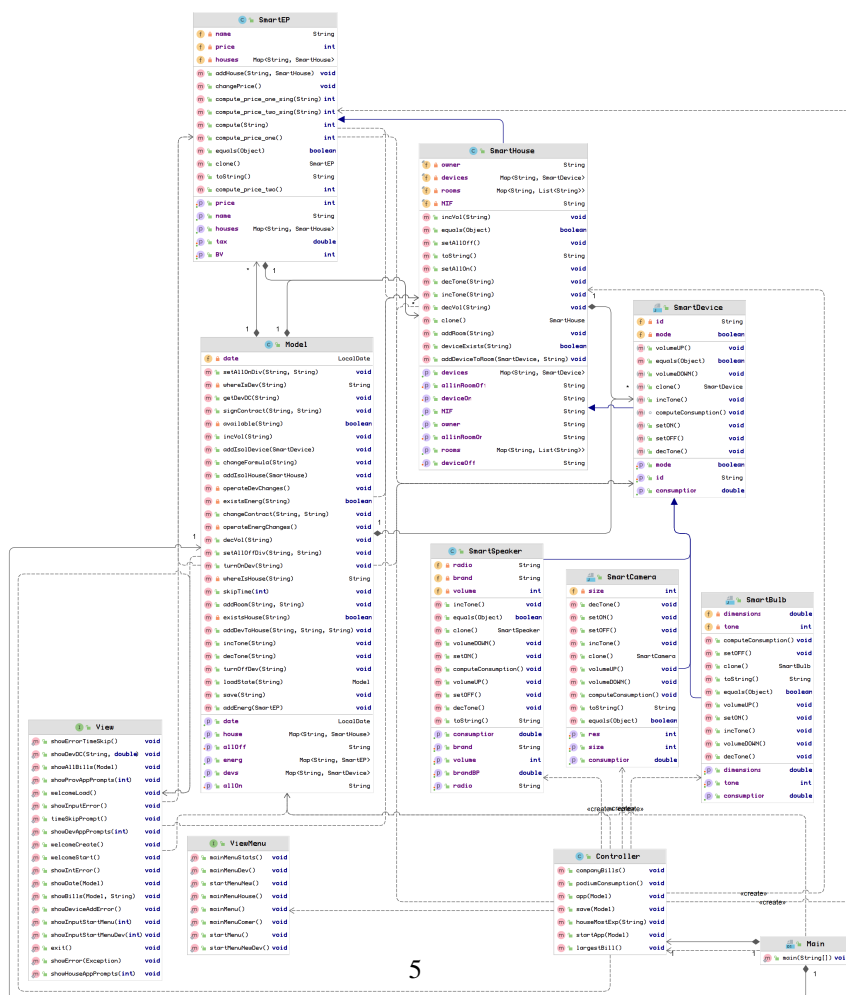 SmartEP
name String
price int
houses Map<String, SmartHouse>
addHouse(String, SmartHouse) void
changePrice() void
compute_price_one_sing(String) int
compute_price_two_sing(String) int
compute(String) int
compute_price_one() int
equals(Object) boolean
clone() SmartEP
toString() String
compute_price_two() int
price int
name String
houses Map<String, SmartHouse>
tax double
BV int
SmartHouse
owner String
devices Map<String, SmartDevice>
rooms Map<String, List<String>>
NIF String
incVol(String) void
equals(Object) boolean
setAllOff() void
toString() String
setAllOn() void
decTone(String) void
incTone(String) void
decVol(String) void
clone() SmartHouse
addRoom(String) void
deviceExists(String) boolean
addDeviceToRoom(SmartDevice, String) void
devices Map<String, SmartDevice>
allinRoomOf String
deviceOn String
NIF String
owner String
allinRoomOn String
rooms Map<String, List<String>>
deviceOff String
SmartDevice
id String
mode boolean
volumeUP() void
equals(Object) boolean
volumeDOWN() void
clone() SmartDevice
incTone() void
computeConsumption() void
setON() void
setOFF() void
decTone() void
mode boolean
id String
consumption double
Model
date LocalDate
setAllOnDiv(String, String) void
whereIsDev(String) String
getDevDC(String) void
signContract(String, String) void
available(String) boolean
incVol(String) void
addIsolDevice(SmartDevice) void
changeFormula(String) void
addIsolHouse(SmartHouse) void
operateDevChanges() void
existsEnerg(String) boolean
changeContract(String, String) void
operateEnergChanges() void
decVol(String) void
setAllOffDiv(String, String) void
turnOnDev(String) void
whereIsHouse(String) String
skipTime(int) void
addRoom(String, String) void
existsHouse(String) boolean
addDevToHouse(String, String, String) void
incTone(String) void
decTone(String) void
turnOffDev(String) void
loadState(String) Model
save(String) void
addEnerg(SmartEP) void
date LocalDate
house Map<String, SmartHouse>
allOff String
energ Map<String, SmartEP>
devs Map<String, SmartDevice>
allOn String
SmartSpeaker
radio String
brand String
volume int
incTone() void
equals(Object) boolean
clone() SmartSpeaker
volumeDOWN() void
setON() void
computeConsumption() void
volumeUP() void
setOFF() void
decTone() void
toString() String
consumption double
brand String
volume int
brandBP double
radio String
SmartCamera
size int
decTone() void
setON() void
setOFF() void
incTone() void
clone() SmartCamera
volumeUP() void
volumeDOWN() void
computeConsumption() void
toString() String
equals(Object) boolean
res int
size int
consumption double
SmartBulb
dimensions double
tone int
computeConsumption() void
setOFF() void
clone() SmartBulb
toString() String
equals(Object) boolean
volumeUP() void
setON() void
incTone() void
volumeDOWN() void
decTone() void
dimensions double
tone int
consumption double
View
showErrorTimeSkip() void
showDevDC(String, double) void
showAllBills(Model) void
showProvAppPrompts(int) void
welcomeLoad() void
showInputError() void
timeSkipPrompt() void
showDevAppPrompts(int) void
welcomeCreate() void
welcomeStart() void
showIntError() void
showDate(Model) void
showBills(Model, String) void
showDeviceAddError() void
showInputStartMenu(int) void
showInputStartMenuDev(int) void
exit() void
showError(Exception) void
showHouseAppPrompts(int) void
ViewMenu
mainMenuStats() void
mainMenuDev() void
startMenuNew() void
mainMenuHouse() void
mainMenu() void
mainMenuComer() void
startMenu() void
startMenuNewDev() void
Controller
companyBills() void
podiumConsumption() void
app(Model) void
save(Model) void
houseMostExp(String) void
startApp(Model) void
largestBill() void
«create»
«create»
Main
main(String[]) void
5